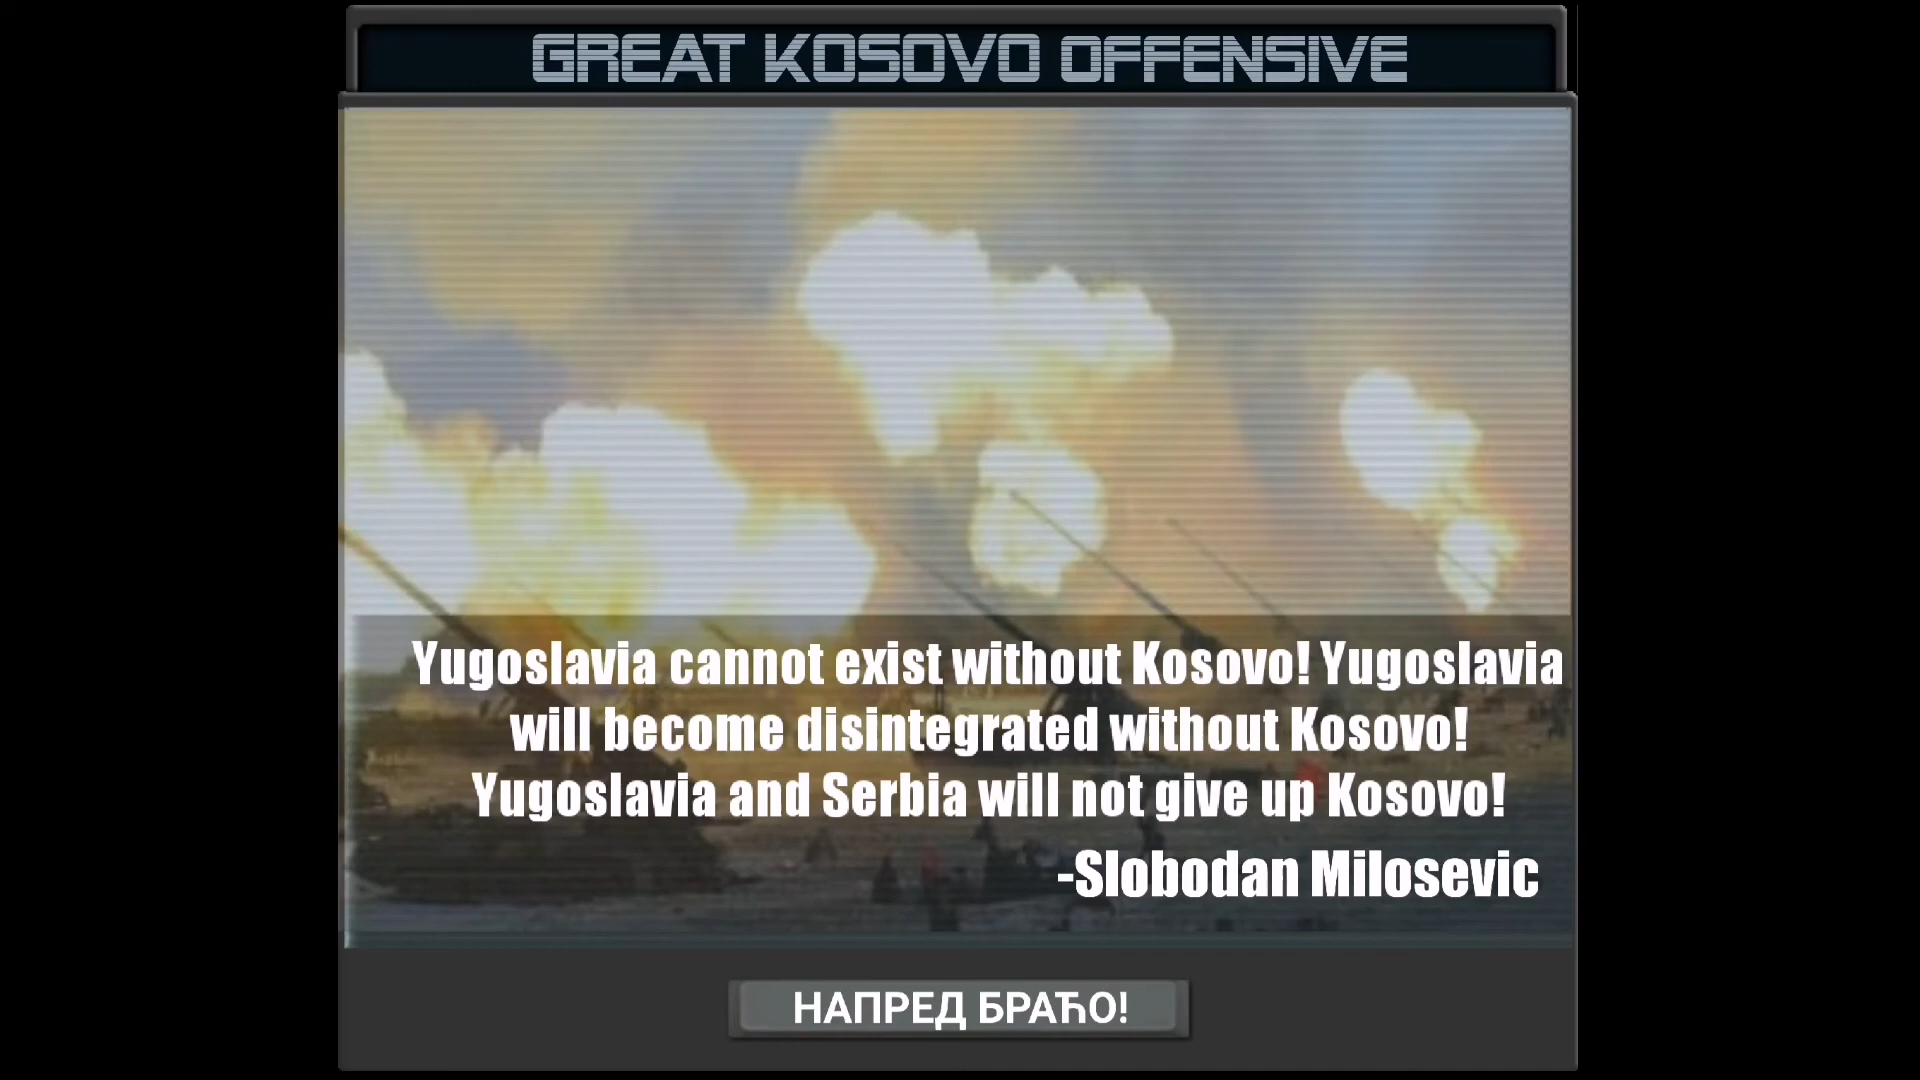 GREAT KOSOVO OFFENSIVE
Yugoslavia cannot exist without Kosovo! Yugoslavia
will become disintegrated without Kosovo!
Yugoslavia and Serbia will not give up Kosovo!
-Slobodan Milosevic
НАПРЕД БРАЋО!